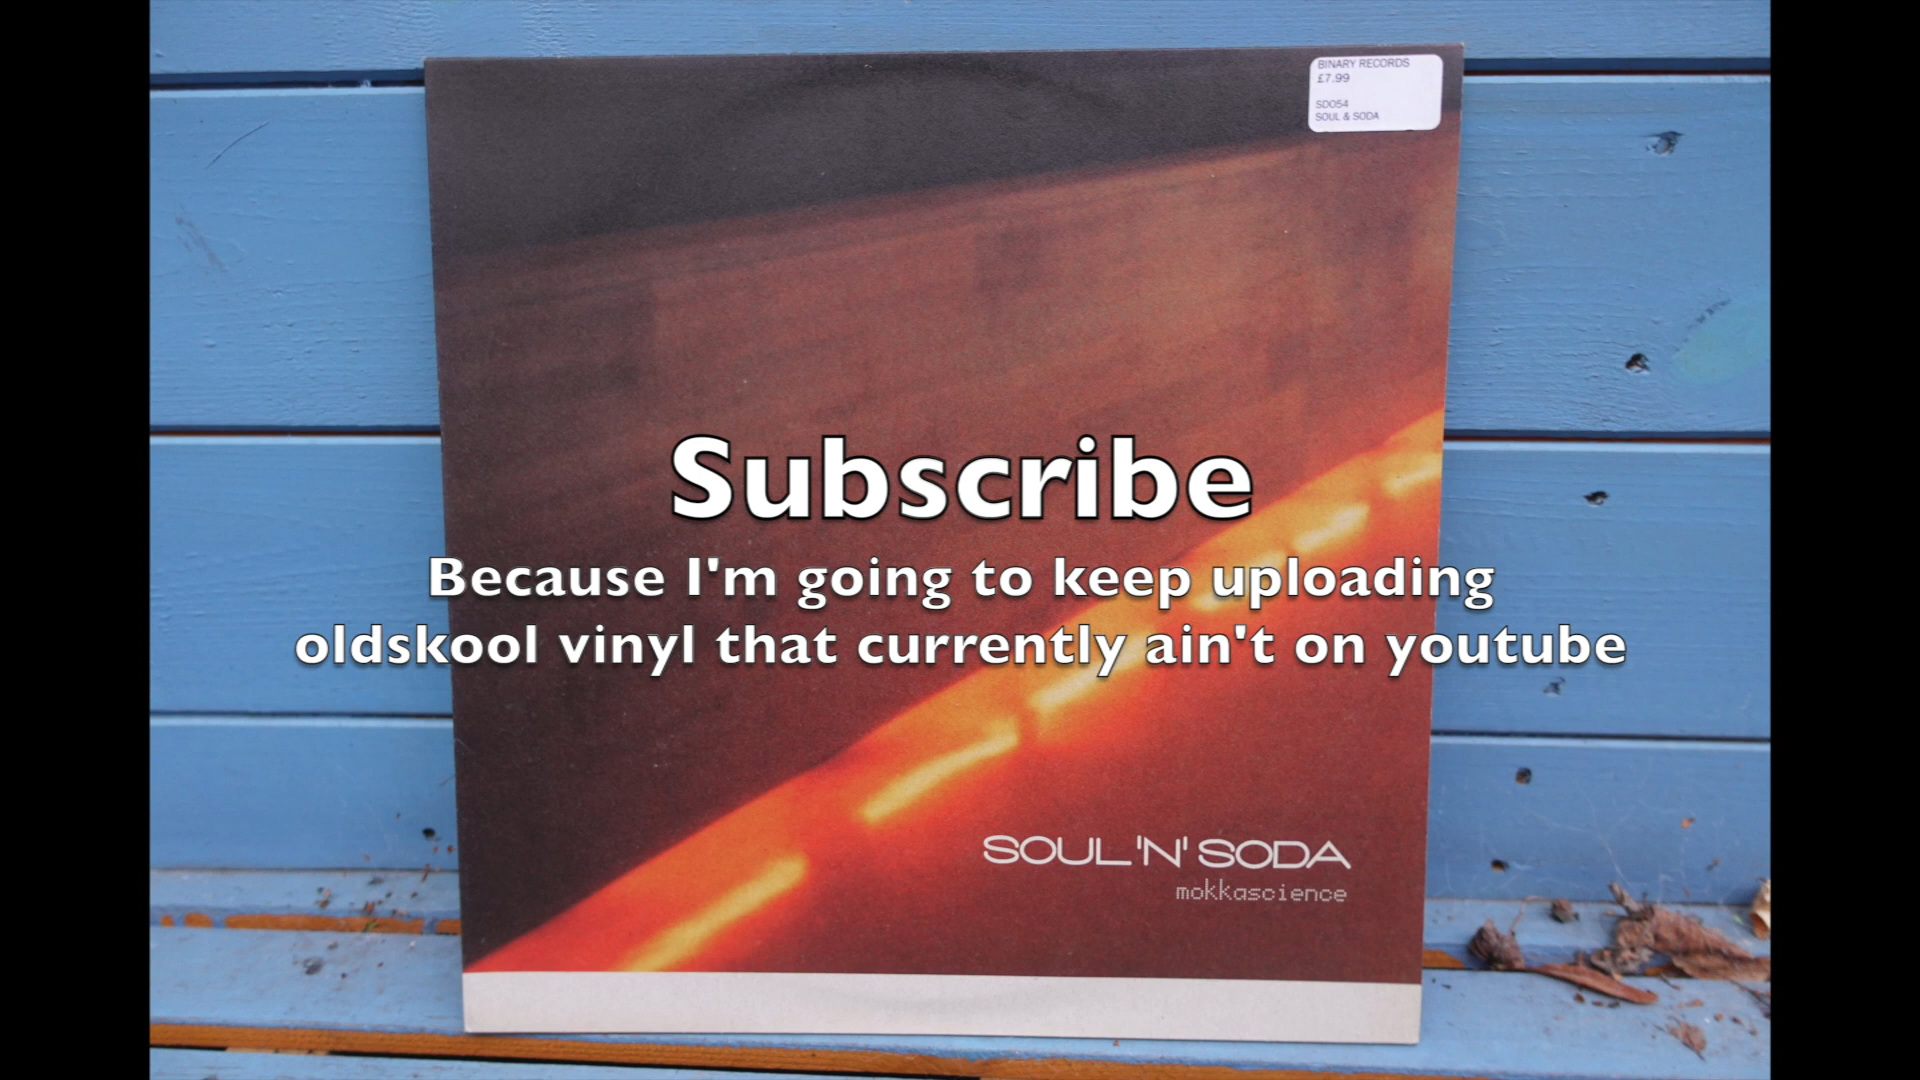 BINARY RECORDS
£7.99
SD054
SOUL & SODA
Subscribe
Because I'm going to keep uploading
oldskool vinyl that currently ain't on youtube
SOUL 'N' SODA
mokkascience